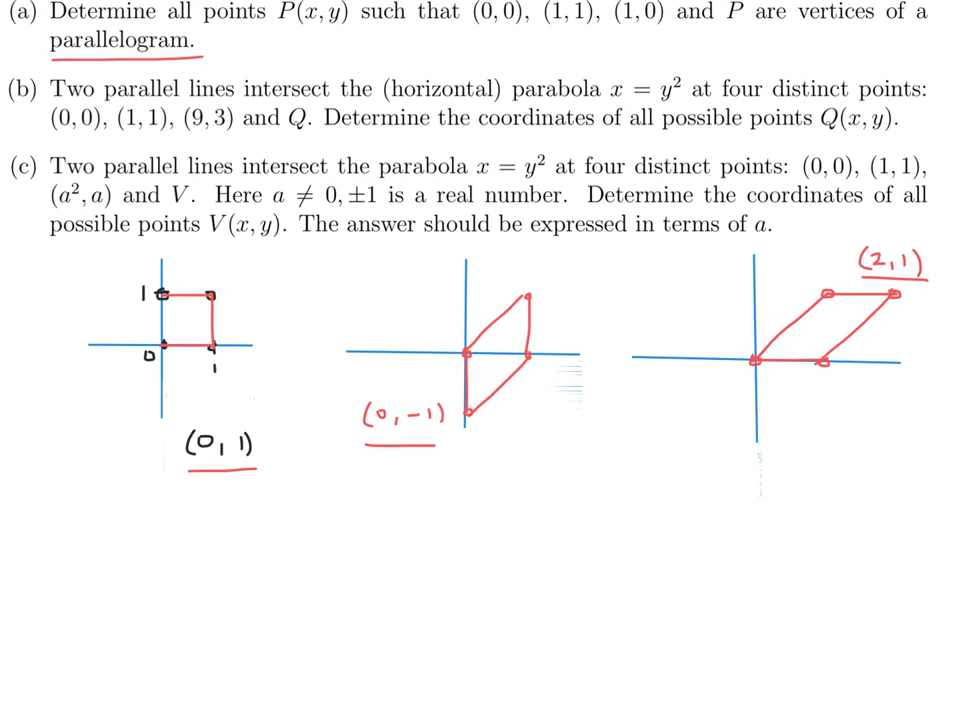 (a) Determine all points P(x, y) such that (0, 0), (1, 1), (1, 0) and P are vertices of a
parallelogram.
(b) Two parallel lines intersect the (horizontal) parabola x = y² at four distinct points:
(0, 0), (1, 1), (9, 3) and Q. Determine the coordinates of all possible points Q(x, y).
(c) Two parallel lines intersect the parabola x = y² at four distinct points: (0, 0), (1, 1),
(a², a) and V. Here a ≠ 0, ±1 is a real number. Determine the coordinates of all
possible points V(x, y). The answer should be expressed in terms of a.
(2, 1)
1
0
1
(0, -1)
(0, 1)